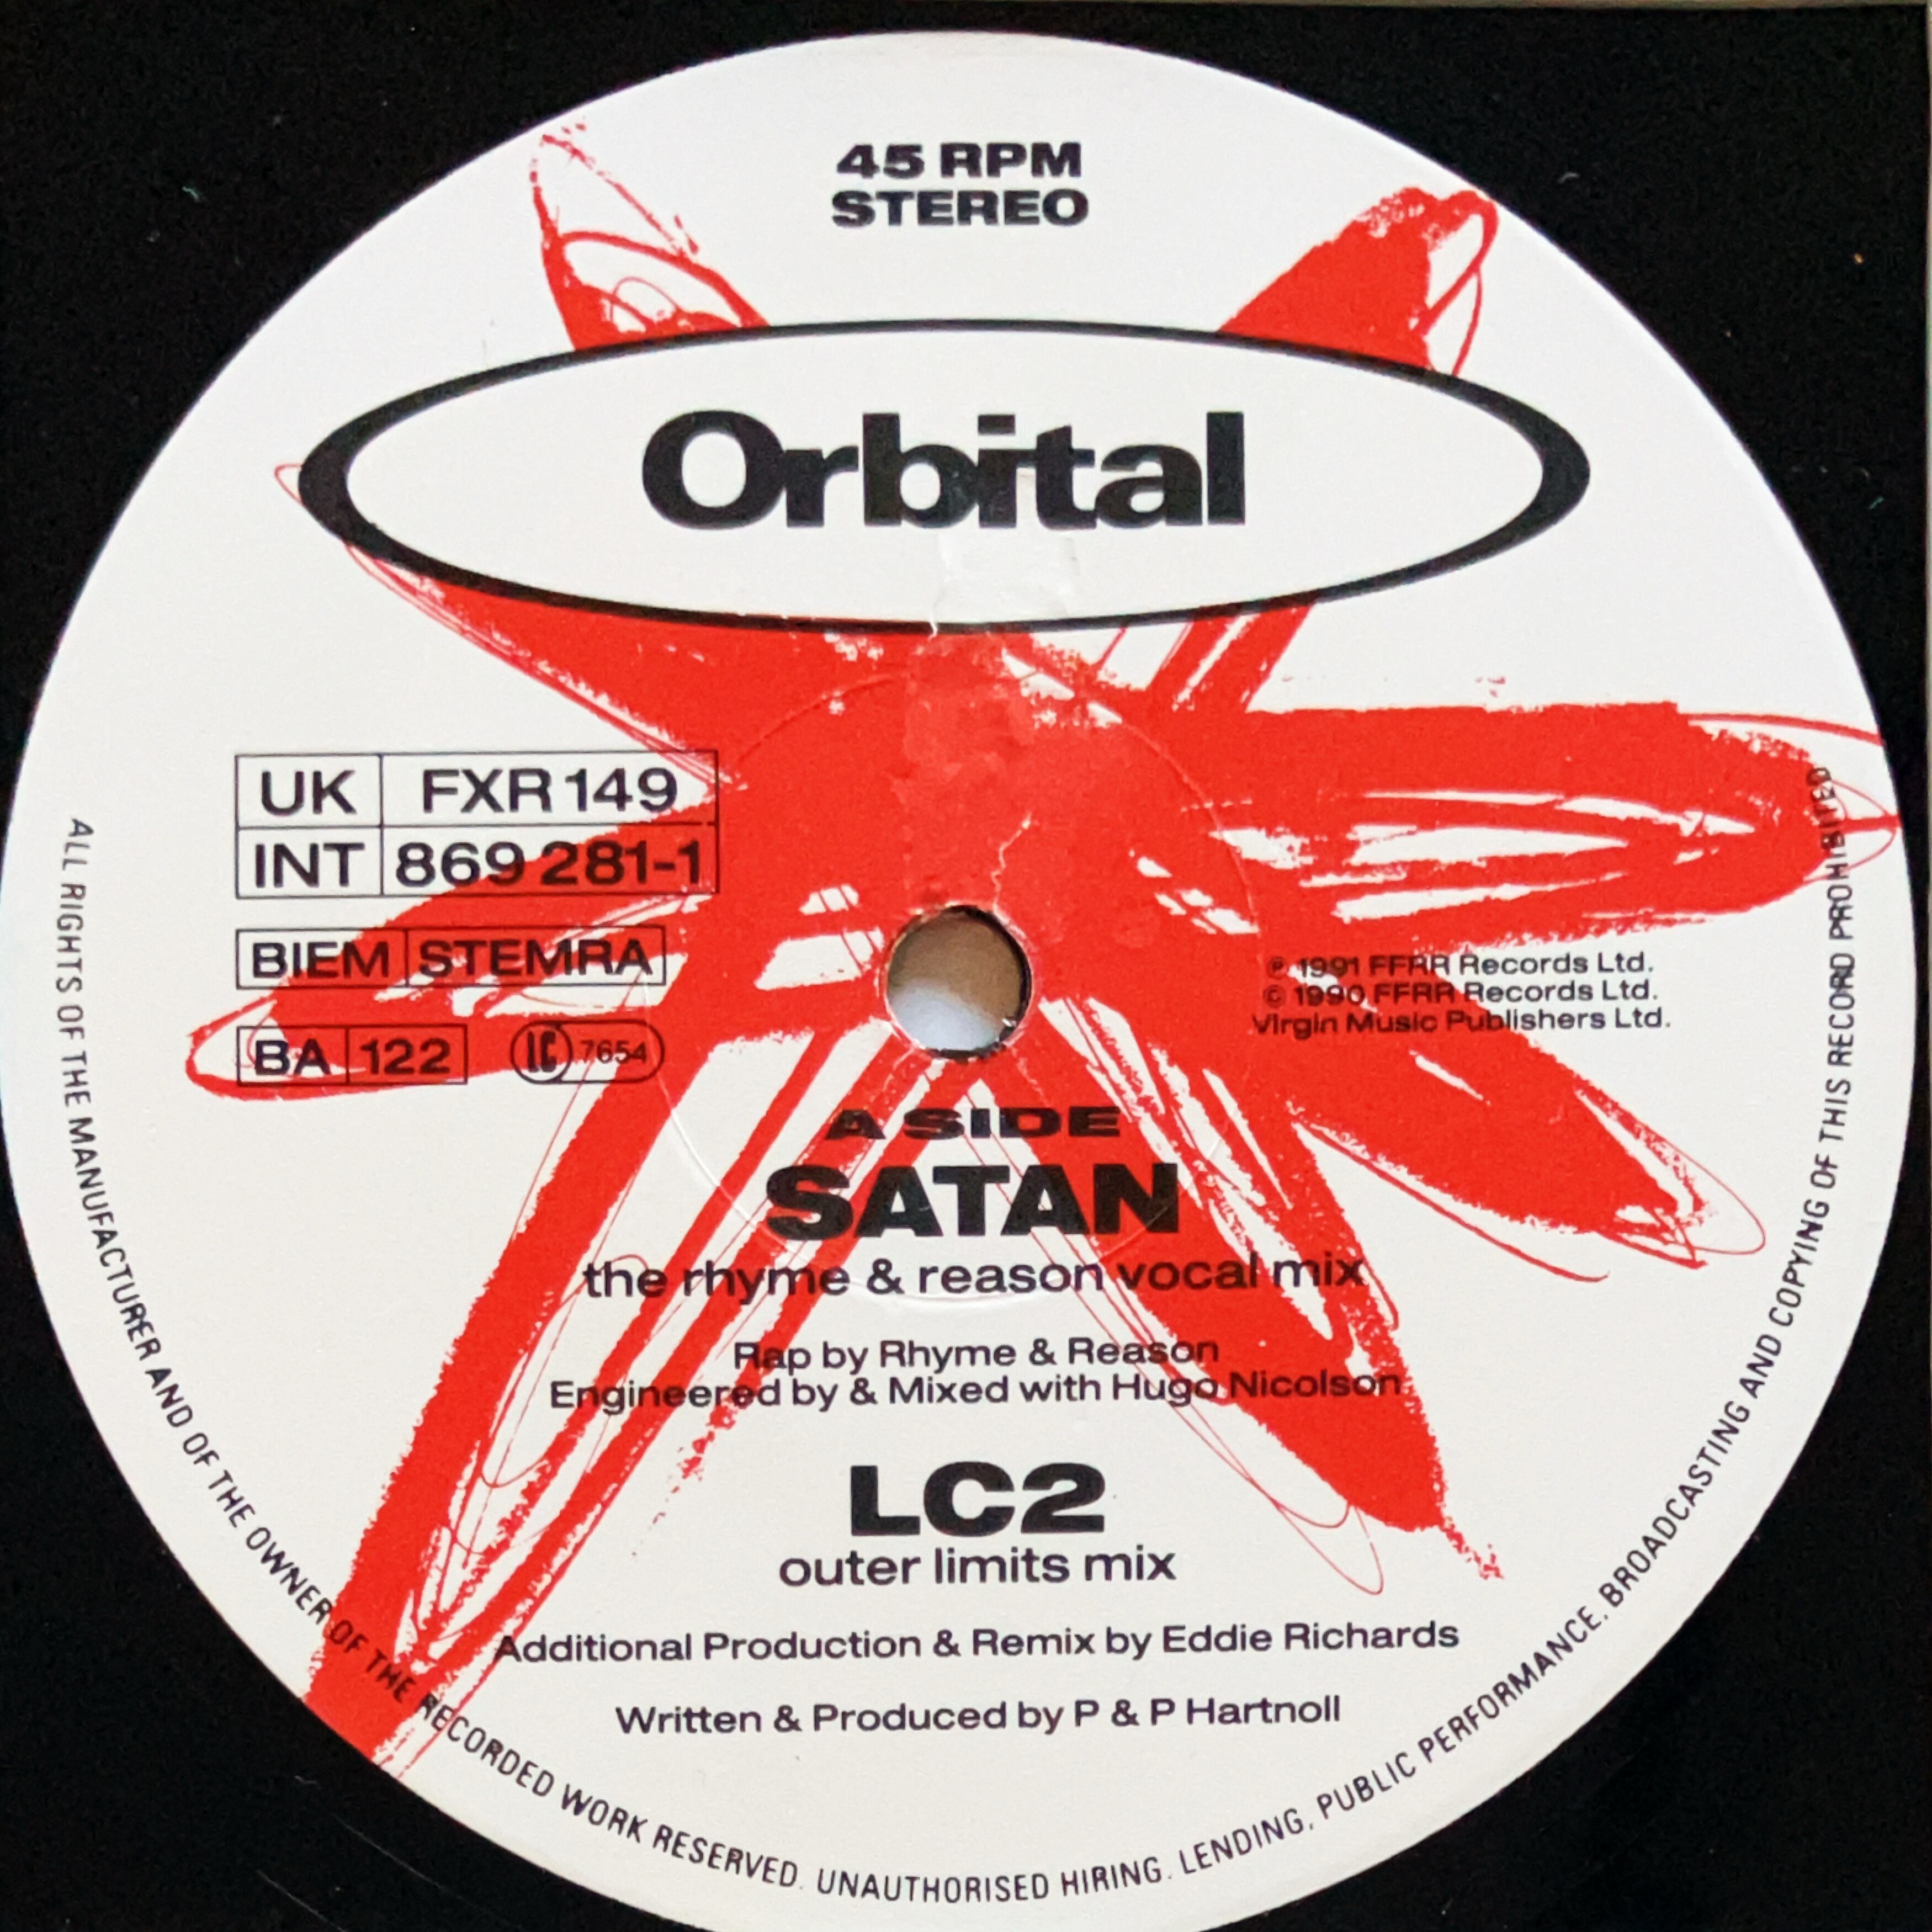 45 RPM
STEREO
Orbital
UK FXR 149
INT 869 281-1
BIEM STEMRA
BA 122 LC 7654
℗ 1991 FFRR Records Ltd.
© 1990 FFRR Records Ltd.
Virgin Music Publishers Ltd.
A SIDE
SATAN
the rhyme & reason vocal mix
Rap by Rhyme & Reason
Engineered by & Mixed with Hugo Nicolson
LC2
outer limits mix
Additional Production & Remix by Eddie Richards
Written & Produced by P & P Hartnoll
ALL RIGHTS OF THE MANUFACTURER AND OF THE OWNER OF THE RECORDED WORK RESERVED. UNAUTHORISED HIRING. LENDING, PUBLIC PERFORMANCE. BROADCASTING AND COPYING OF THIS RECORD PROHIBITED